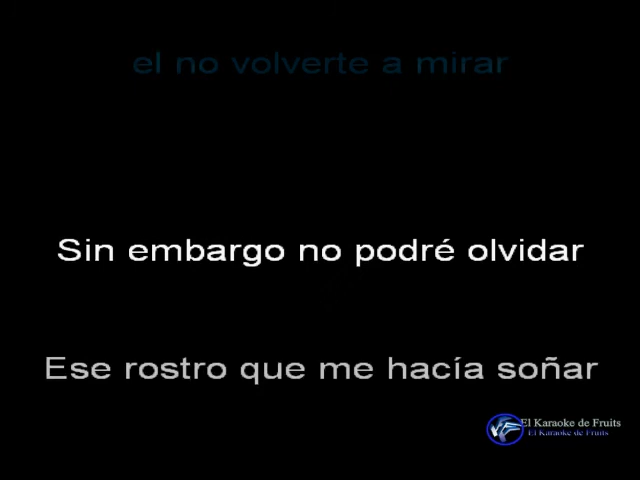 el no volverte a mirar
Sin embargo no podré olvidar
Ese rostro que me hacía soñar
El Karaoke de Fruits
El Karaoke de Fruits